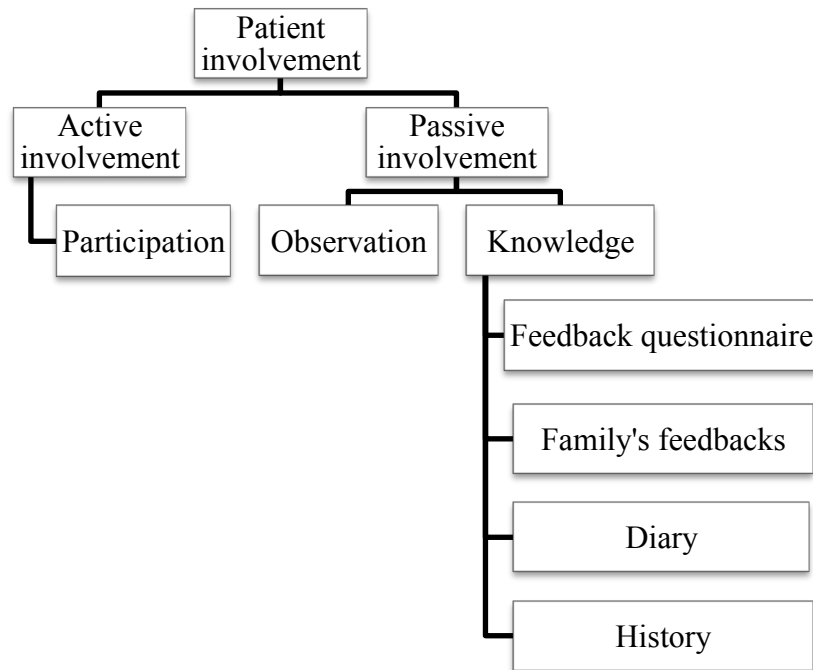 Patient
involvement
Active
involvement
Passive
involvement
Participation
Observation
Knowledge
Feedback questionnaire
Family's feedbacks
Diary
History